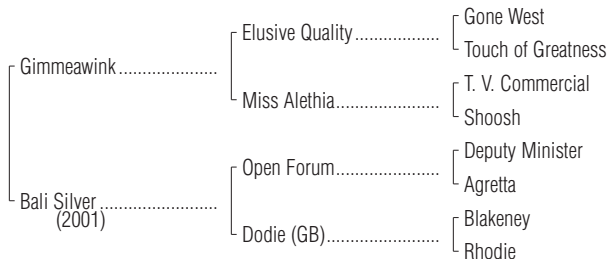 Gone West
Elusive Quality ..................
Touch of Greatness
Gimmeawink .....................
T. V. Commercial
Miss Alethia ......................
Shoosh
Deputy Minister
Open Forum ......................
Agretta
Bali Silver .........................
(2001)
Blakeney
Dodie (GB) ........................
Rhodie